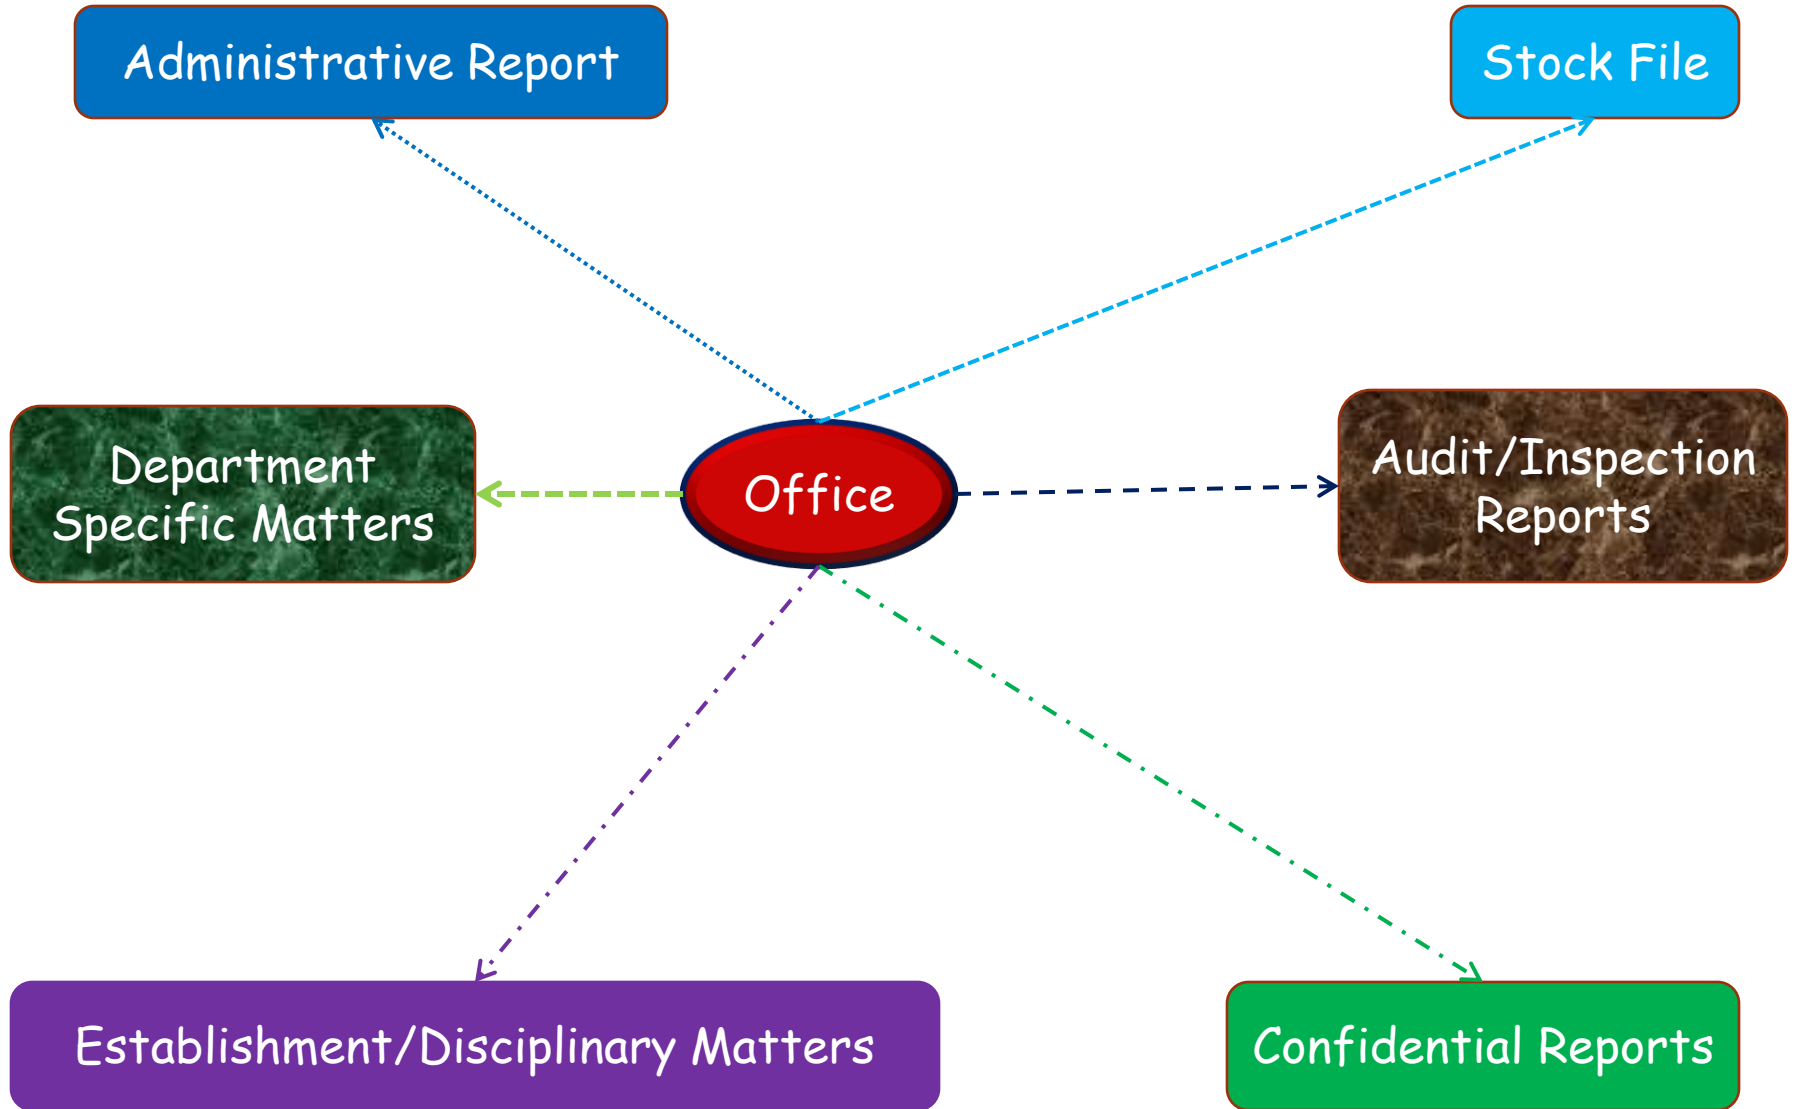 Administrative Report
Stock File
Department
Specific Matters
Office
Audit/Inspection
Reports
Establishment/Disciplinary Matters
Confidential Reports